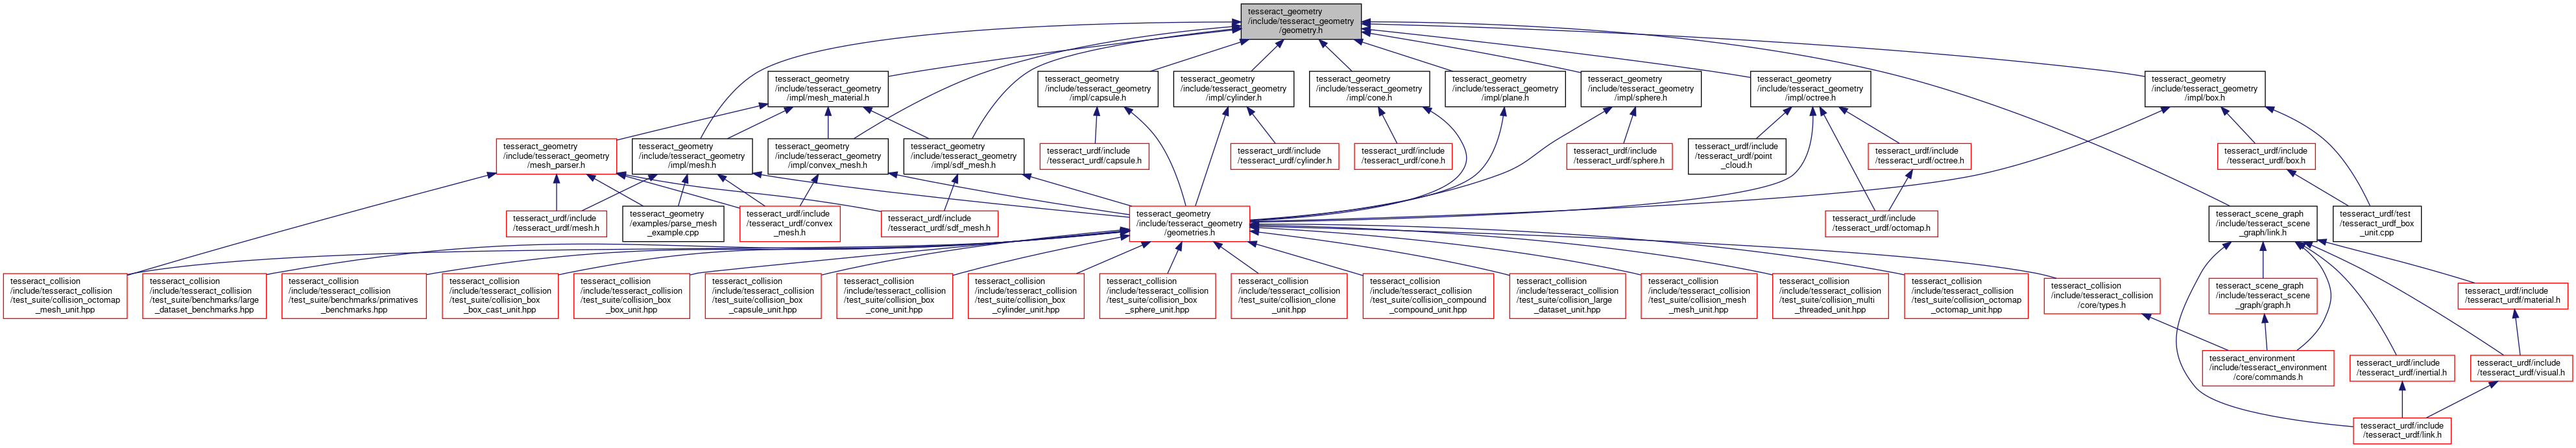 tesseract_geometry
/include/tesseract_geometry
/geometry.h
tesseract_geometry
/include/tesseract_geometry
/impl/mesh_material.h
tesseract_geometry
/include/tesseract_geometry
/impl/capsule.h
tesseract_geometry
/include/tesseract_geometry
/impl/cylinder.h
tesseract_geometry
/include/tesseract_geometry
/impl/cone.h
tesseract_geometry
/include/tesseract_geometry
/impl/plane.h
tesseract_geometry
/include/tesseract_geometry
/impl/sphere.h
tesseract_geometry
/include/tesseract_geometry
/impl/octree.h
tesseract_geometry
/include/tesseract_geometry
/impl/box.h
tesseract_geometry
/include/tesseract_geometry
/mesh_parser.h
tesseract_geometry
/include/tesseract_geometry
/impl/mesh.h
tesseract_geometry
/include/tesseract_geometry
/impl/convex_mesh.h
tesseract_geometry
/include/tesseract_geometry
/impl/sdf_mesh.h
tesseract_urdf/include
/tesseract_urdf/capsule.h
tesseract_urdf/include
/tesseract_urdf/cylinder.h
tesseract_urdf/include
/tesseract_urdf/cone.h
tesseract_urdf/include
/tesseract_urdf/sphere.h
tesseract_urdf/include
/tesseract_urdf/point
_cloud.h
tesseract_urdf/include
/tesseract_urdf/octree.h
tesseract_urdf/include
/tesseract_urdf/box.h
tesseract_urdf/include
/tesseract_urdf/mesh.h
tesseract_geometry
/examples/parse_mesh
_example.cpp
tesseract_urdf/include
/tesseract_urdf/convex
_mesh.h
tesseract_urdf/include
/tesseract_urdf/sdf_mesh.h
tesseract_geometry
/include/tesseract_geometry
/geometries.h
tesseract_urdf/include
/tesseract_urdf/octomap.h
tesseract_scene_graph
/include/tesseract_scene
_graph/link.h
tesseract_urdf/test
/tesseract_urdf_box
_unit.cpp
tesseract_collision
/include/tesseract_collision
/test_suite/collision_octomap
_mesh_unit.hpp
tesseract_collision
/include/tesseract_collision
/test_suite/benchmarks/large
_dataset_benchmarks.hpp
tesseract_collision
/include/tesseract_collision
/test_suite/benchmarks/primatives
_benchmarks.hpp
tesseract_collision
/include/tesseract_collision
/test_suite/collision_box
_box_cast_unit.hpp
tesseract_collision
/include/tesseract_collision
/test_suite/collision_box
_box_unit.hpp
tesseract_collision
/include/tesseract_collision
/test_suite/collision_box
_capsule_unit.hpp
tesseract_collision
/include/tesseract_collision
/test_suite/collision_box
_cone_unit.hpp
tesseract_collision
/include/tesseract_collision
/test_suite/collision_box
_cylinder_unit.hpp
tesseract_collision
/include/tesseract_collision
/test_suite/collision_box
_sphere_unit.hpp
tesseract_collision
/include/tesseract_collision
/test_suite/collision_clone
_unit.hpp
tesseract_collision
/include/tesseract_collision
/test_suite/collision_compound
_compound_unit.hpp
tesseract_collision
/include/tesseract_collision
/test_suite/collision_large
_dataset_unit.hpp
tesseract_collision
/include/tesseract_collision
/test_suite/collision_mesh
_mesh_unit.hpp
tesseract_collision
/include/tesseract_collision
/test_suite/collision_multi
_threaded_unit.hpp
tesseract_collision
/include/tesseract_collision
/test_suite/collision_octomap
_octomap_unit.hpp
tesseract_collision
/include/tesseract_collision
/core/types.h
tesseract_scene_graph
/include/tesseract_scene
_graph/graph.h
tesseract_urdf/include
/tesseract_urdf/material.h
tesseract_environment
/include/tesseract_environment
/core/commands.h
tesseract_urdf/include
/tesseract_urdf/inertial.h
tesseract_urdf/include
/tesseract_urdf/visual.h
tesseract_urdf/include
/tesseract_urdf/link.h